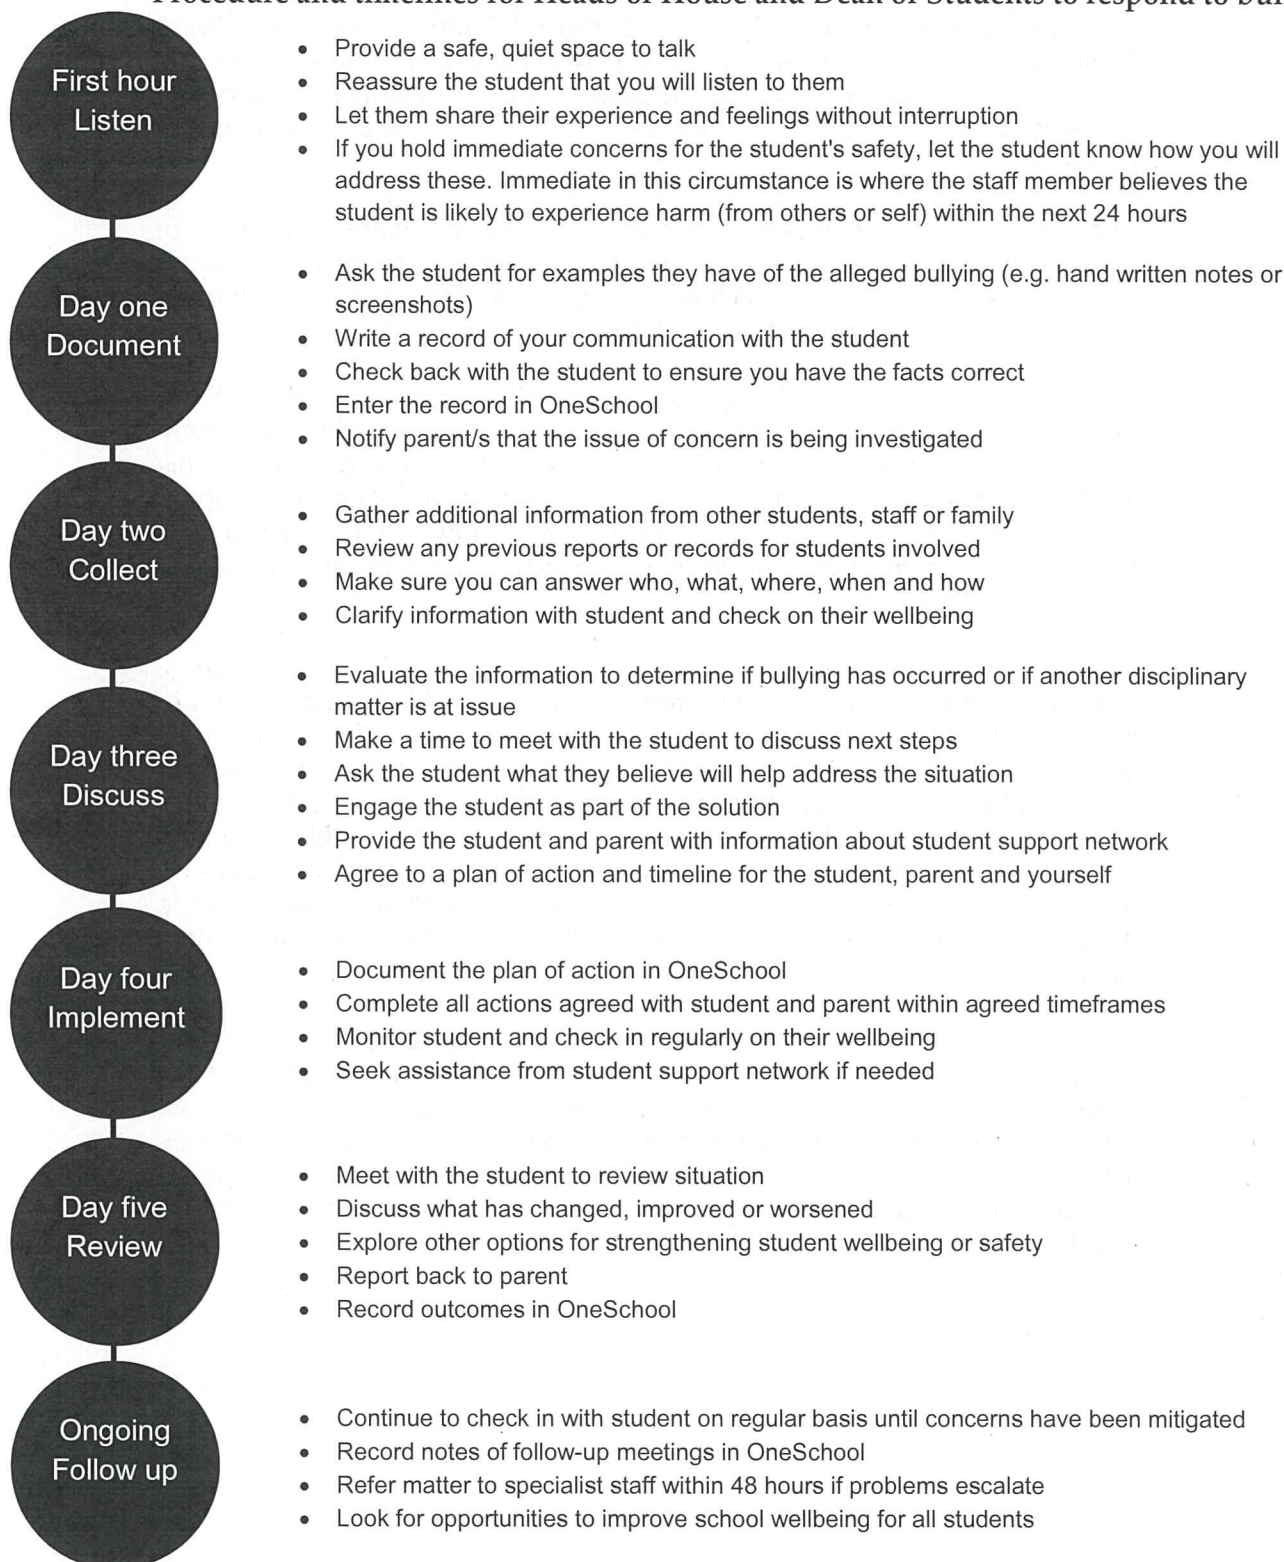 Procedure and timelines for Heads of House and Dean of Students to respond to
First hour
Listen
• Provide a safe, quiet space to talk
• Reassure the student that you will listen to them
• Let them share their experience and feelings without interruption
• If you hold immediate concerns for the student's safety, let the student know how you will
address these. Immediate in this circumstance is where the staff member believes the
student is likely to experience harm (from others or self) within the next 24 hours
Day one
Document
• Ask the student for examples they have of the alleged bullying (e.g. hand written notes or
screenshots)
• Write a record of your communication with the student
• Check back with the student to ensure you have the facts correct
• Enter the record in OneSchool
• Notify parent/s that the issue of concern is being investigated
Day two
Collect
• Gather additional information from other students, staff or family
• Review any previous reports or records for students involved
• Make sure you can answer who, what, where, when and how
• Clarify information with student and check on their wellbeing
Day three
Discuss
• Evaluate the information to determine if bullying has occurred or if another disciplinary
matter is at issue
• Make a time to meet with the student to discuss next steps
• Ask the student what they believe will help address the situation
• Engage the student as part of the solution
• Provide the student and parent with information about student support network
• Agree to a plan of action and timeline for the student, parent and yourself
Day four
Implement
• Document the plan of action in OneSchool
• Complete all actions agreed with student and parent within agreed timeframes
• Monitor student and check in regularly on their wellbeing
• Seek assistance from student support network if needed
Day five
Review
• Meet with the student to review situation
• Discuss what has changed, improved or worsened
• Explore other options for strengthening student wellbeing or safety
• Report back to parent
• Record outcomes in OneSchool
Ongoing
Follow up
• Continue to check in with student on regular basis until concerns have been mitigated
• Record notes of follow-up meetings in OneSchool
• Refer matter to specialist staff within 48 hours if problems escalate
• Look for opportunities to improve school wellbeing for all students